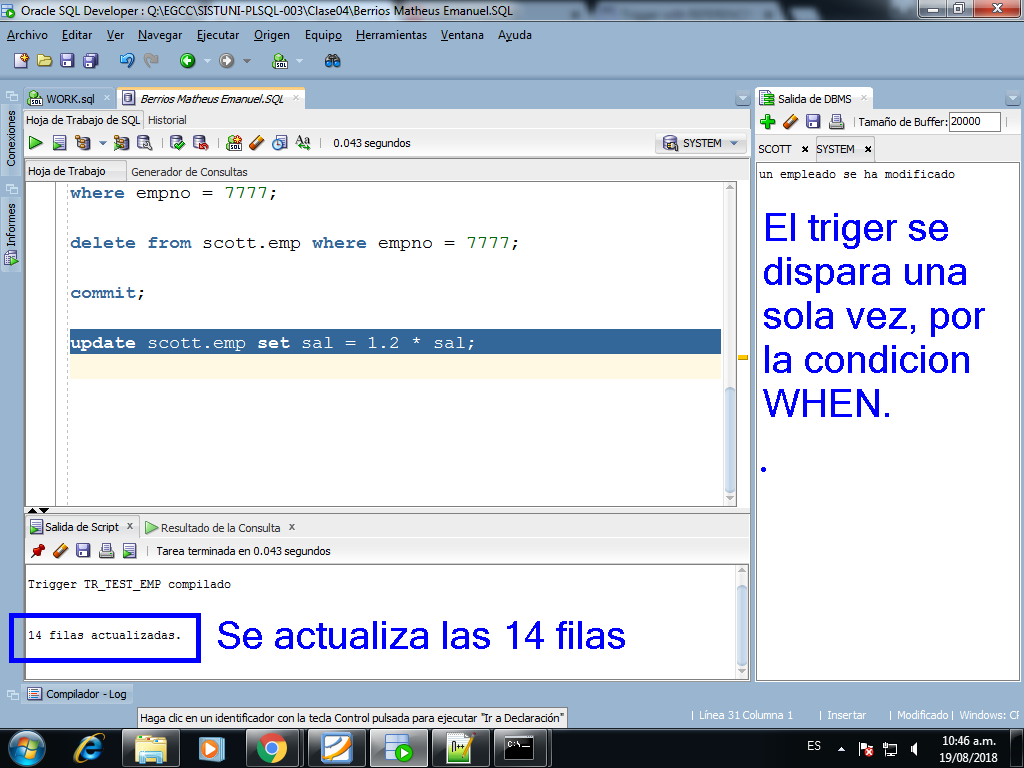 Oracle SQL Developer : Q:\EGCC\SISTUNI-PLSQL-003\Clase04\Berrios Matheus Emanuel.SQL
Archivo Editar Ver Navegar Ejecutar Origen Equipo Herramientas Ventana Ayuda
WORK.sql Berrios Matheus Emanuel.SQL
Hoja de Trabajo de SQL Historial
0.043 segundos SYSTEM
Hoja de Trabajo Generador de Consultas
where empno = 7777;
delete from scott.emp where empno = 7777;
commit;
update scott.emp set sal = 1.2 * sal;
Conexiones
Informes
Salida de DBMS
Tamaño de Buffer: 20000
SCOTT SYSTEM
un empleado se ha modificado
El triger se
dispara una
sola vez, por
la condicion
WHEN.
.
Salida de Script Resultado de la Consulta
Tarea terminada en 0.043 segundos
Trigger TR_TEST_EMP compilado
14 filas actualizadas.
Se actualiza las 14 filas
Compilador - Log
Haga clic en un identificador con la tecla Control pulsada para ejecutar "Ir a Declaración"
Línea 31 Columna 1 Insertar Modificado Windows: CF
ES
10:46 a.m.
19/08/2018